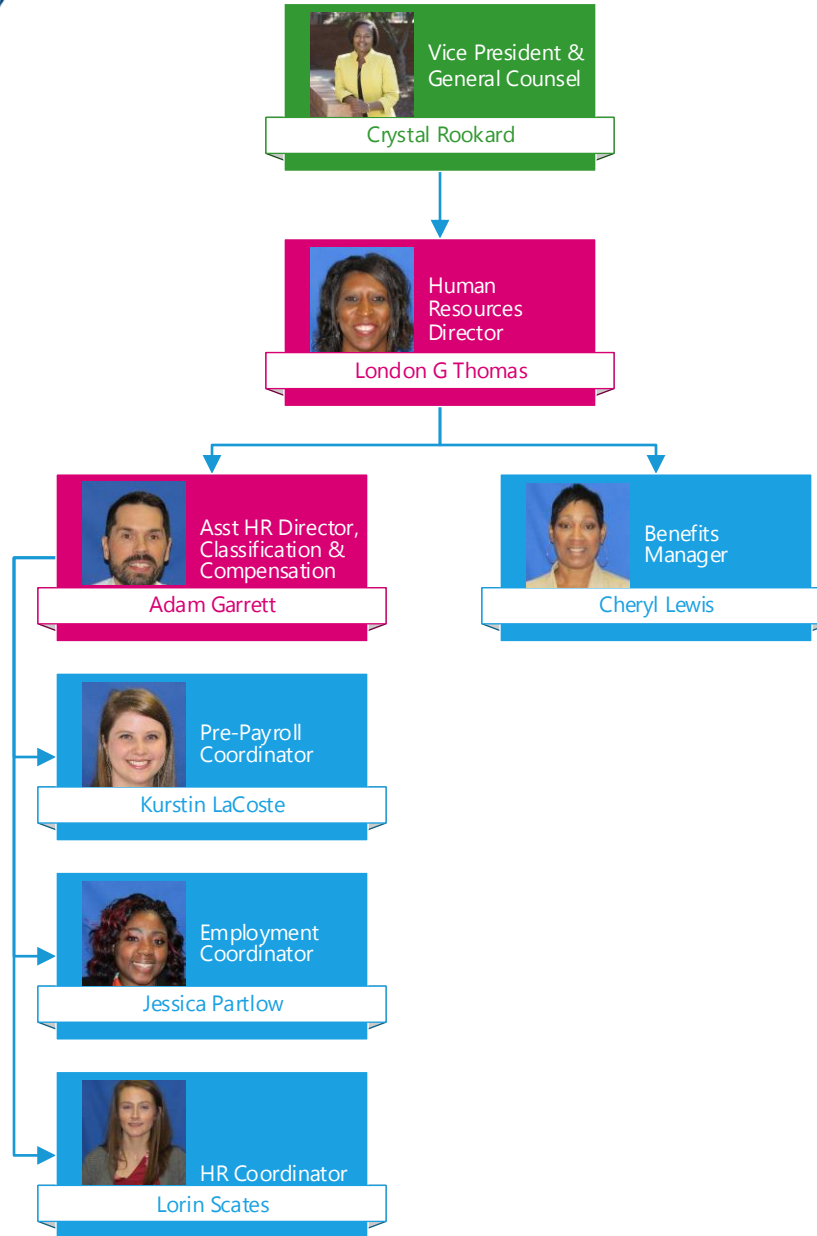 Vice President &
General Counsel
Crystal Rookard
Human
Resources
Director
London G Thomas
Asst HR Director,
Classification &
Compensation
Adam Garrett
Benefits
Manager
Cheryl Lewis
Pre-Payroll
Coordinator
Kurstin LaCoste
Employment
Coordinator
Jessica Partlow
HR Coordinator
Lorin Scates